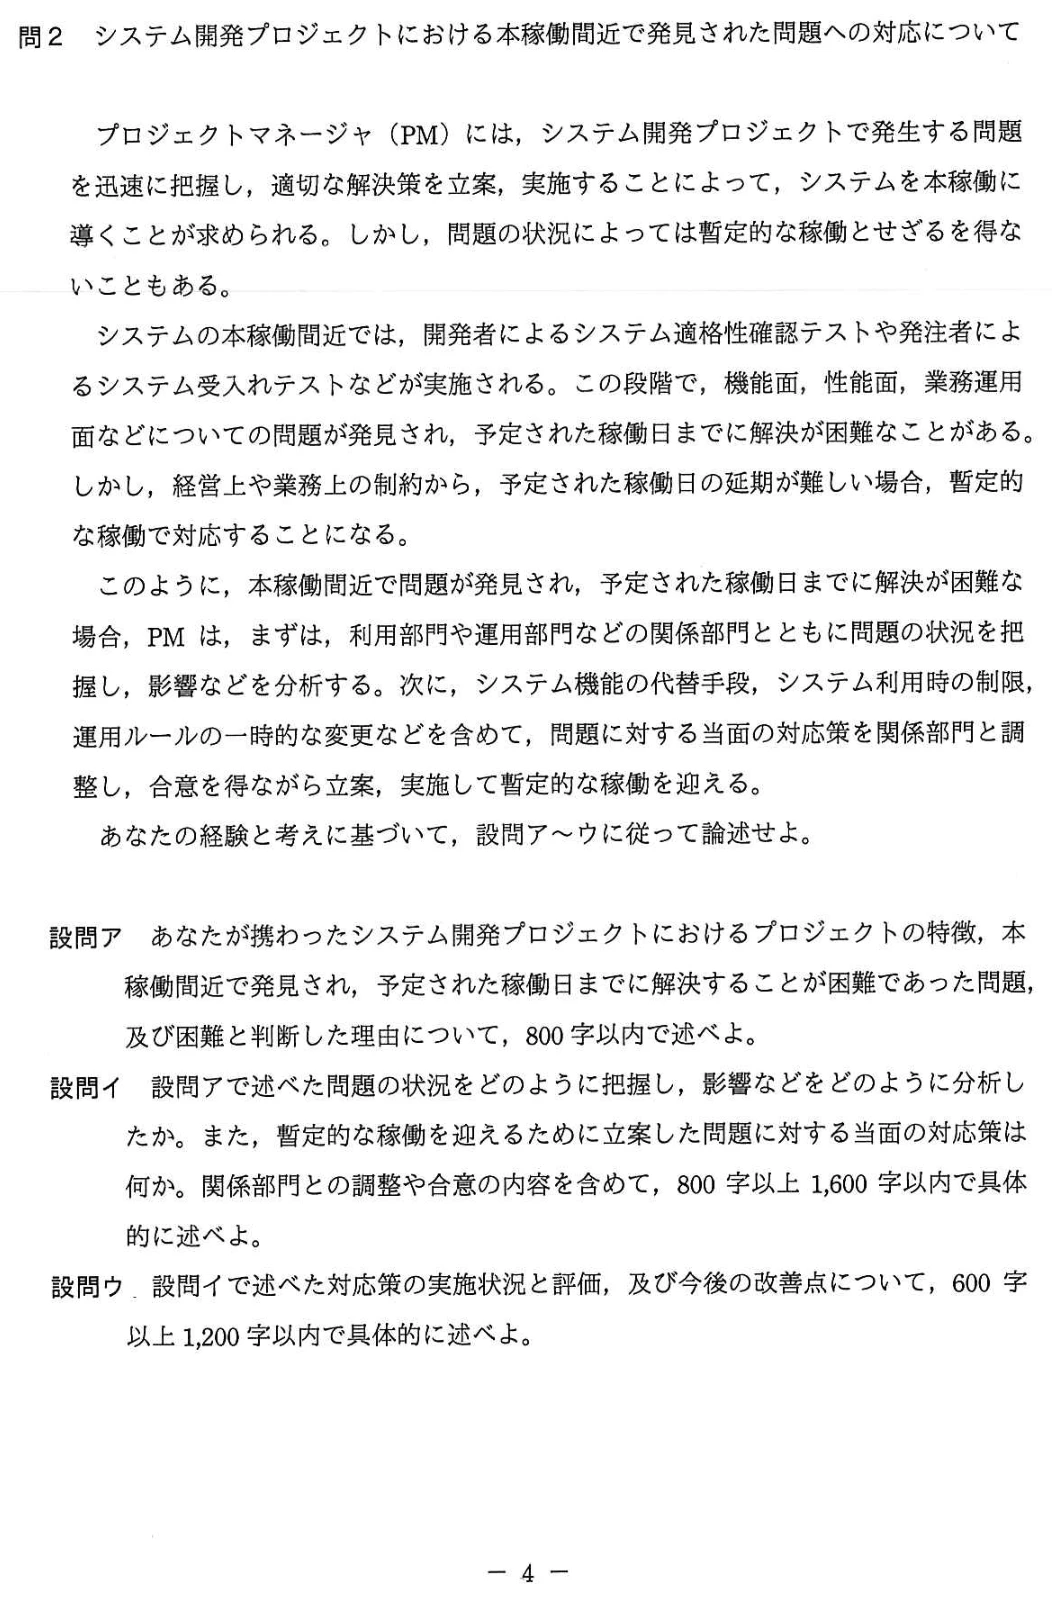 問2　システム開発プロジェクトにおける本稼働間近で発見された問題への対応について
プロジェクトマネージャ（PM）には，システム開発プロジェクトで発生する問題
を迅速に把握し，適切な解決策を立案，実施することによって，システムを本稼働に
導くことが求められる。しかし，問題の状況によっては暫定的な稼働とせざるを得な
いこともある。
システムの本稼働間近では，開発者によるシステム適格性確認テストや発注者によ
るシステム受入れテストなどが実施される。この段階で，機能面，性能面，業務運用
面などについての問題が発見され，予定された稼働日までに解決が困難なことがある。
しかし，経営上や業務上の制約から，予定された稼働日の延期が難しい場合，暫定的
な稼働で対応することになる。
このように，本稼働間近で問題が発見され，予定された稼働日までに解決が困難な
場合，PM は，まずは，利用部門や運用部門などの関係部門とともに問題の状況を把
握し，影響などを分析する。次に，システム機能の代替手段，システム利用時の制限，
運用ルールの一時的な変更などを含めて，問題に対する当面の対応策を関係部門と調
整し，合意を得ながら立案，実施して暫定的な稼働を迎える。
あなたの経験と考えに基づいて，設問ア～ウに従って論述せよ。
設問ア　あなたが携わったシステム開発プロジェクトにおけるプロジェクトの特徴，本
稼働間近で発見され，予定された稼働日までに解決することが困難であった問題，
及び困難と判断した理由について，800 字以内で述べよ。
設問イ　設問アで述べた問題の状況をどのように把握し，影響などをどのように分析し
たか。また，暫定的な稼働を迎えるために立案した問題に対する当面の対応策は
何か。関係部門との調整や合意の内容を含めて，800 字以上 1,600 字以内で具体
的に述べよ。
設問ウ　設問イで述べた対応策の実施状況と評価，及び今後の改善点について，600 字
以上 1,200 字以内で具体的に述べよ。
－ 4 －